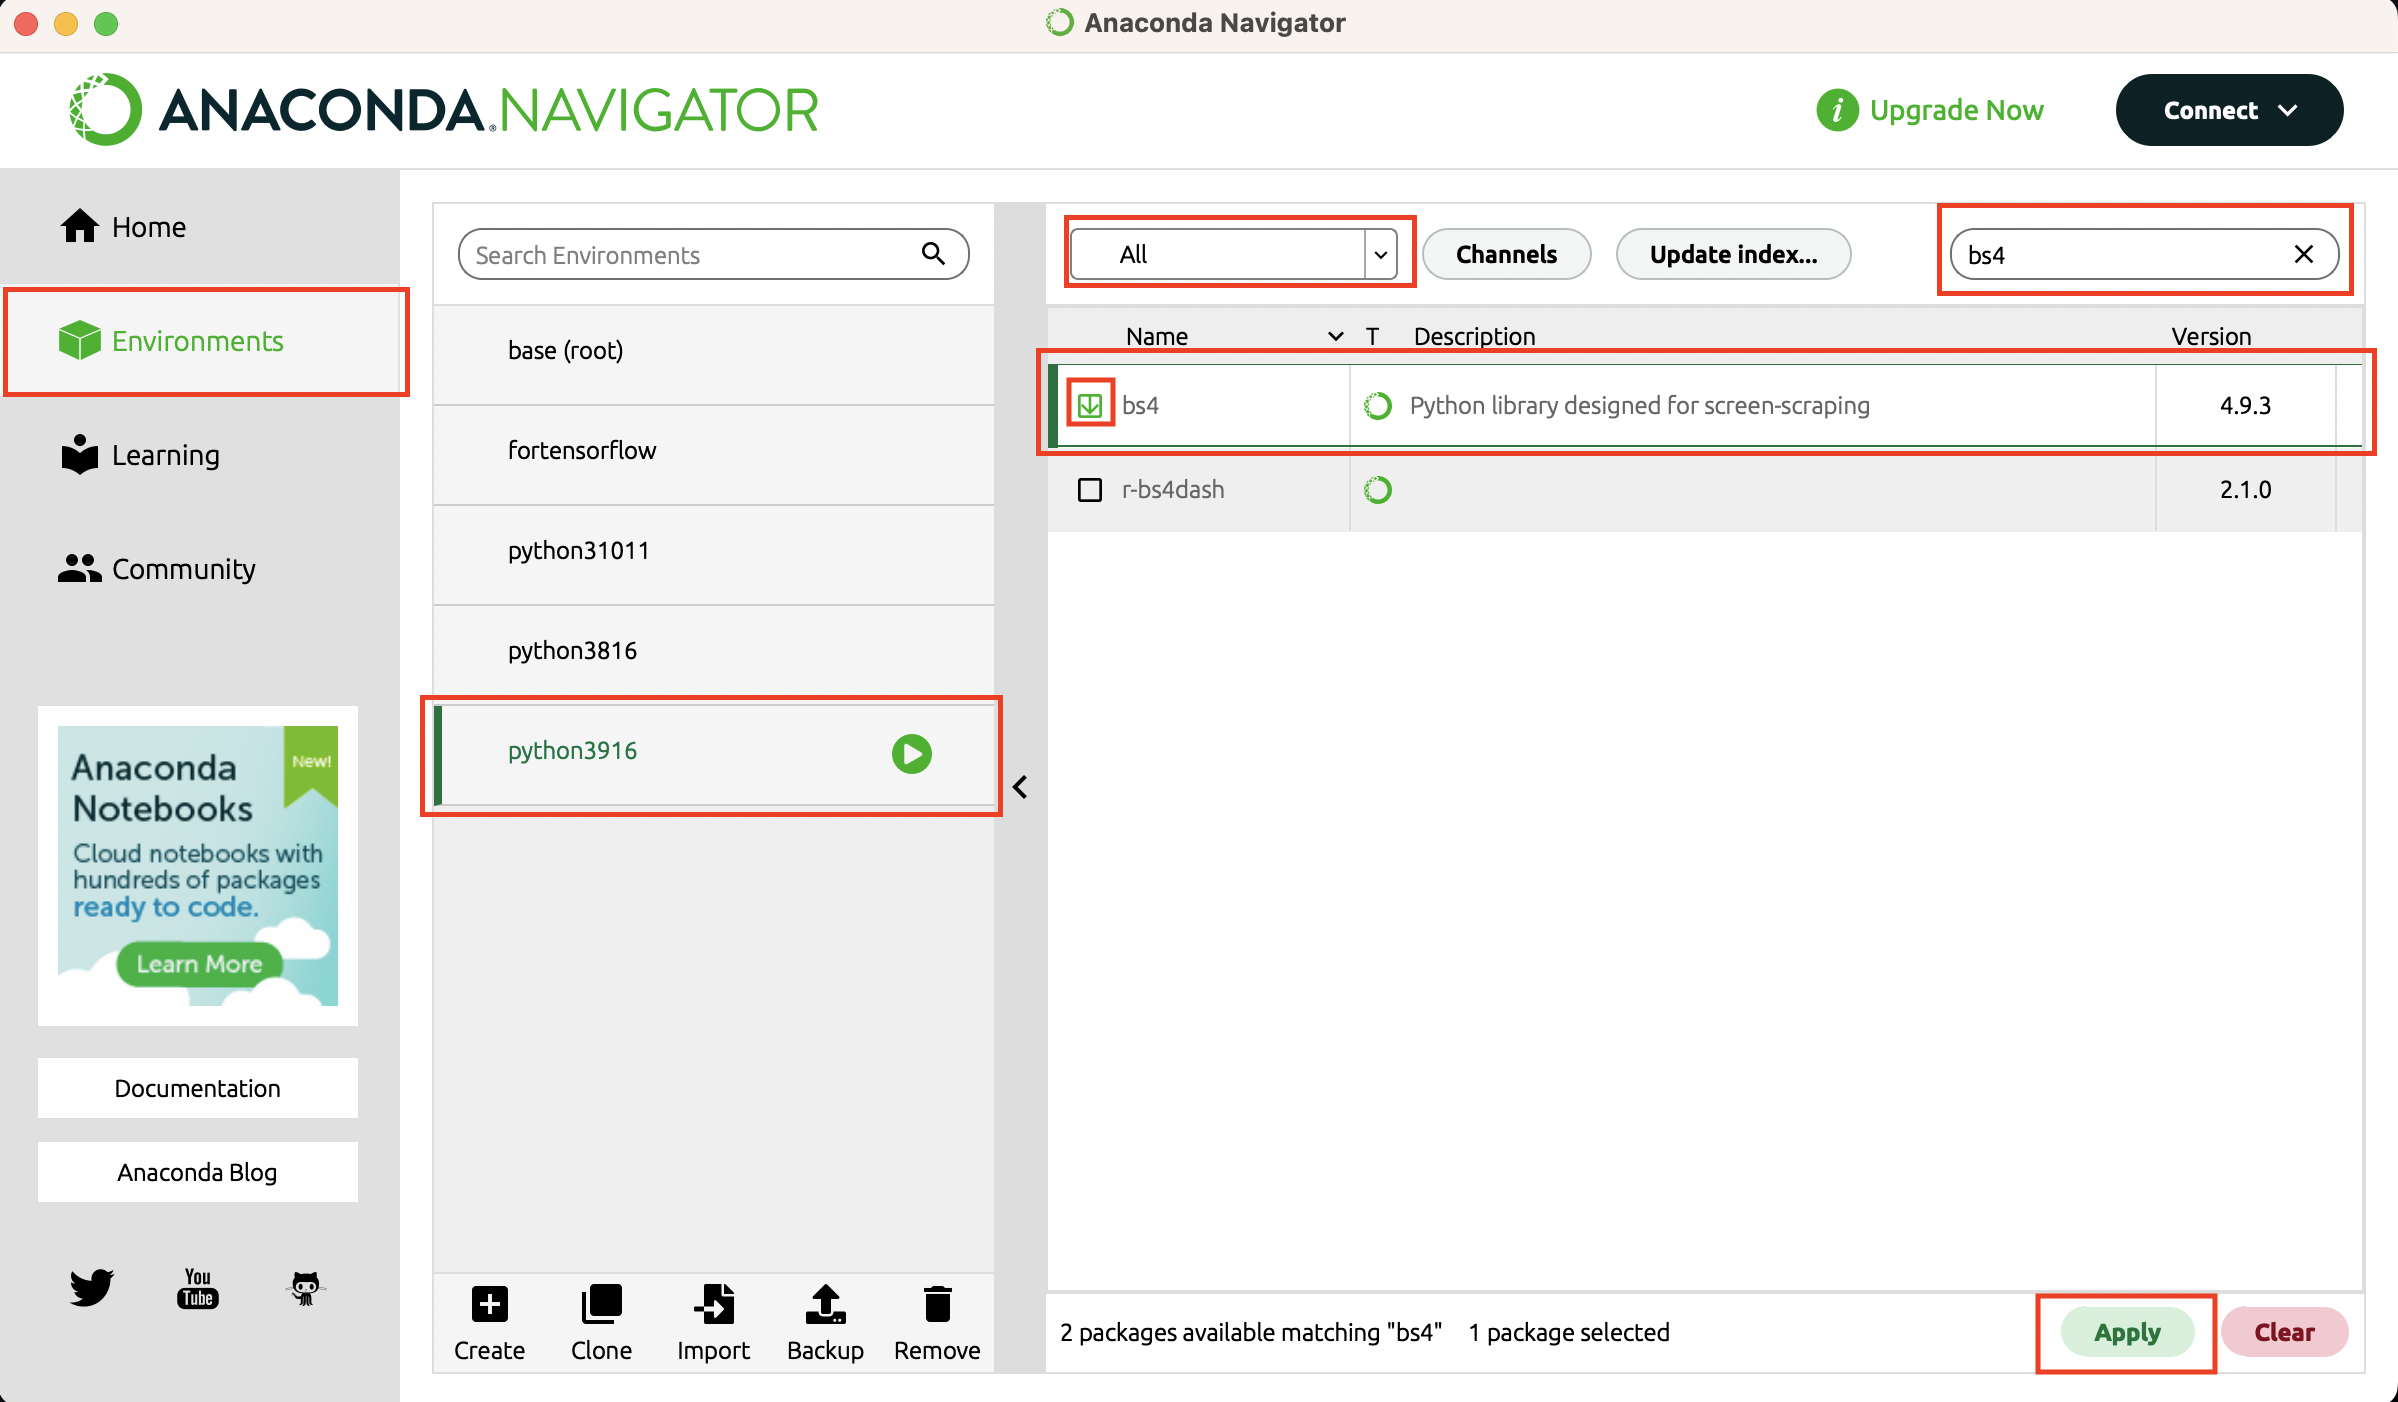 Anaconda Navigator
ANACONDA.NAVIGATOR
i Upgrade Now
Connect
Home
Environments
Learning
Community
Anaconda
Notebooks
New!
Cloud notebooks with
hundreds of packages
ready to code.
Learn More
Documentation
Anaconda Blog
You
Tube
Search Environments
base (root)
fortensorflow
python31011
python3816
python3916
Create Clone Import Backup Remove
All Channels Update index... bs4
Name T Description Version
bs4 Python library designed for screen-scraping 4.9.3
r-bs4dash 2.1.0
2 packages available matching "bs4" 1 package selected
Apply Clear